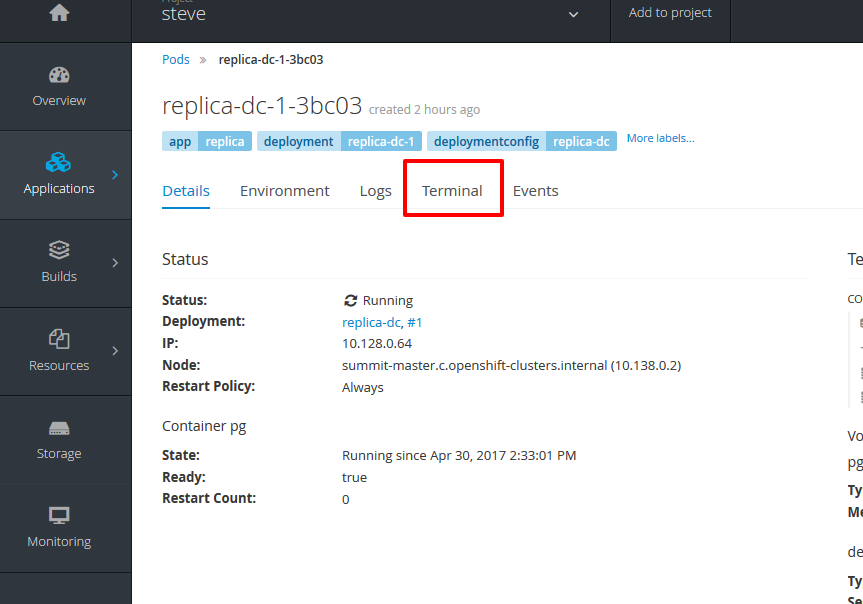 Project
steve
Add to project
Overview
Applications
Builds
Resources
Storage
Monitoring
Pods » replica-dc-1-3bc03
replica-dc-1-3bc03 created 2 hours ago
app replica deployment replica-dc-1 deploymentconfig replica-dc More labels...
Details Environment Logs Terminal Events
Status
Status: Running
Deployment: replica-dc, #1
IP: 10.128.0.64
Node: summit-master.c.openshift-clusters.internal (10.138.0.2)
Restart Policy: Always
Container pg
State: Running since Apr 30, 2017 2:33:01 PM
Ready: true
Restart Count: 0
Te
CO
Vo
pg
Ty
Me
de
Ty
Se